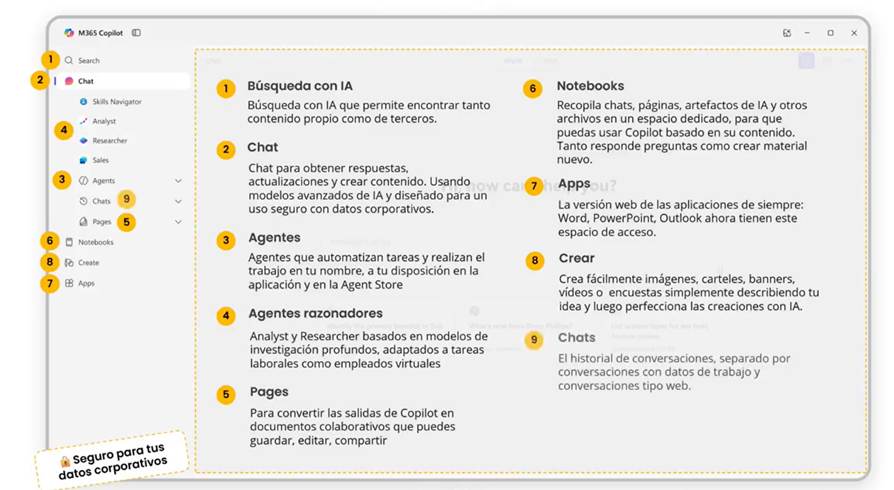 M365 Copilot
1 Search
2 Chat
Skills Navigator
4 Analyst
Researcher
Sales
3 Agents
Chats 9
Pages 5
6 Notebooks
8 Create
7 Apps
1 Búsqueda con IA
Búsqueda con IA que permite encontrar tanto
contenido propio como de terceros.
2 Chat
Chat para obtener respuestas,
actualizaciones y crear contenido. Usando
modelos avanzados de IA y diseñado para un
uso seguro con datos corporativos.
3 Agentes
Agentes que automatizan tareas y realizan el
trabajo en tu nombre, a tu disposición en la
aplicación y en la Agent Store
4 Agentes razonadores
Analyst y Researcher basados en modelos de
investigación profundos, adaptados a tareas
laborales como empleados virtuales
5 Pages
Para convertir las salidas de Copilot en
documentos colaborativos que puedes
guardar, editar, compartir
6 Notebooks
Recopila chats, páginas, artefactos de IA y otros
archivos en un espacio dedicado, para que
puedas usar Copilot basado en su contenido.
Tanto responde preguntas como crear material
nuevo.
7 Apps
La versión web de las aplicaciones de siempre:
Word, PowerPoint, Outlook ahora tienen este
espacio de acceso.
8 Crear
Crea fácilmente imágenes, carteles, banners,
vídeos o encuestas simplemente describiendo tu
idea y luego perfecciona las creaciones con IA.
9 Chats
El historial de conversaciones, separado por
conversaciones con datos de trabajo y
conversaciones tipo web.
Seguro para tus
datos corporativos